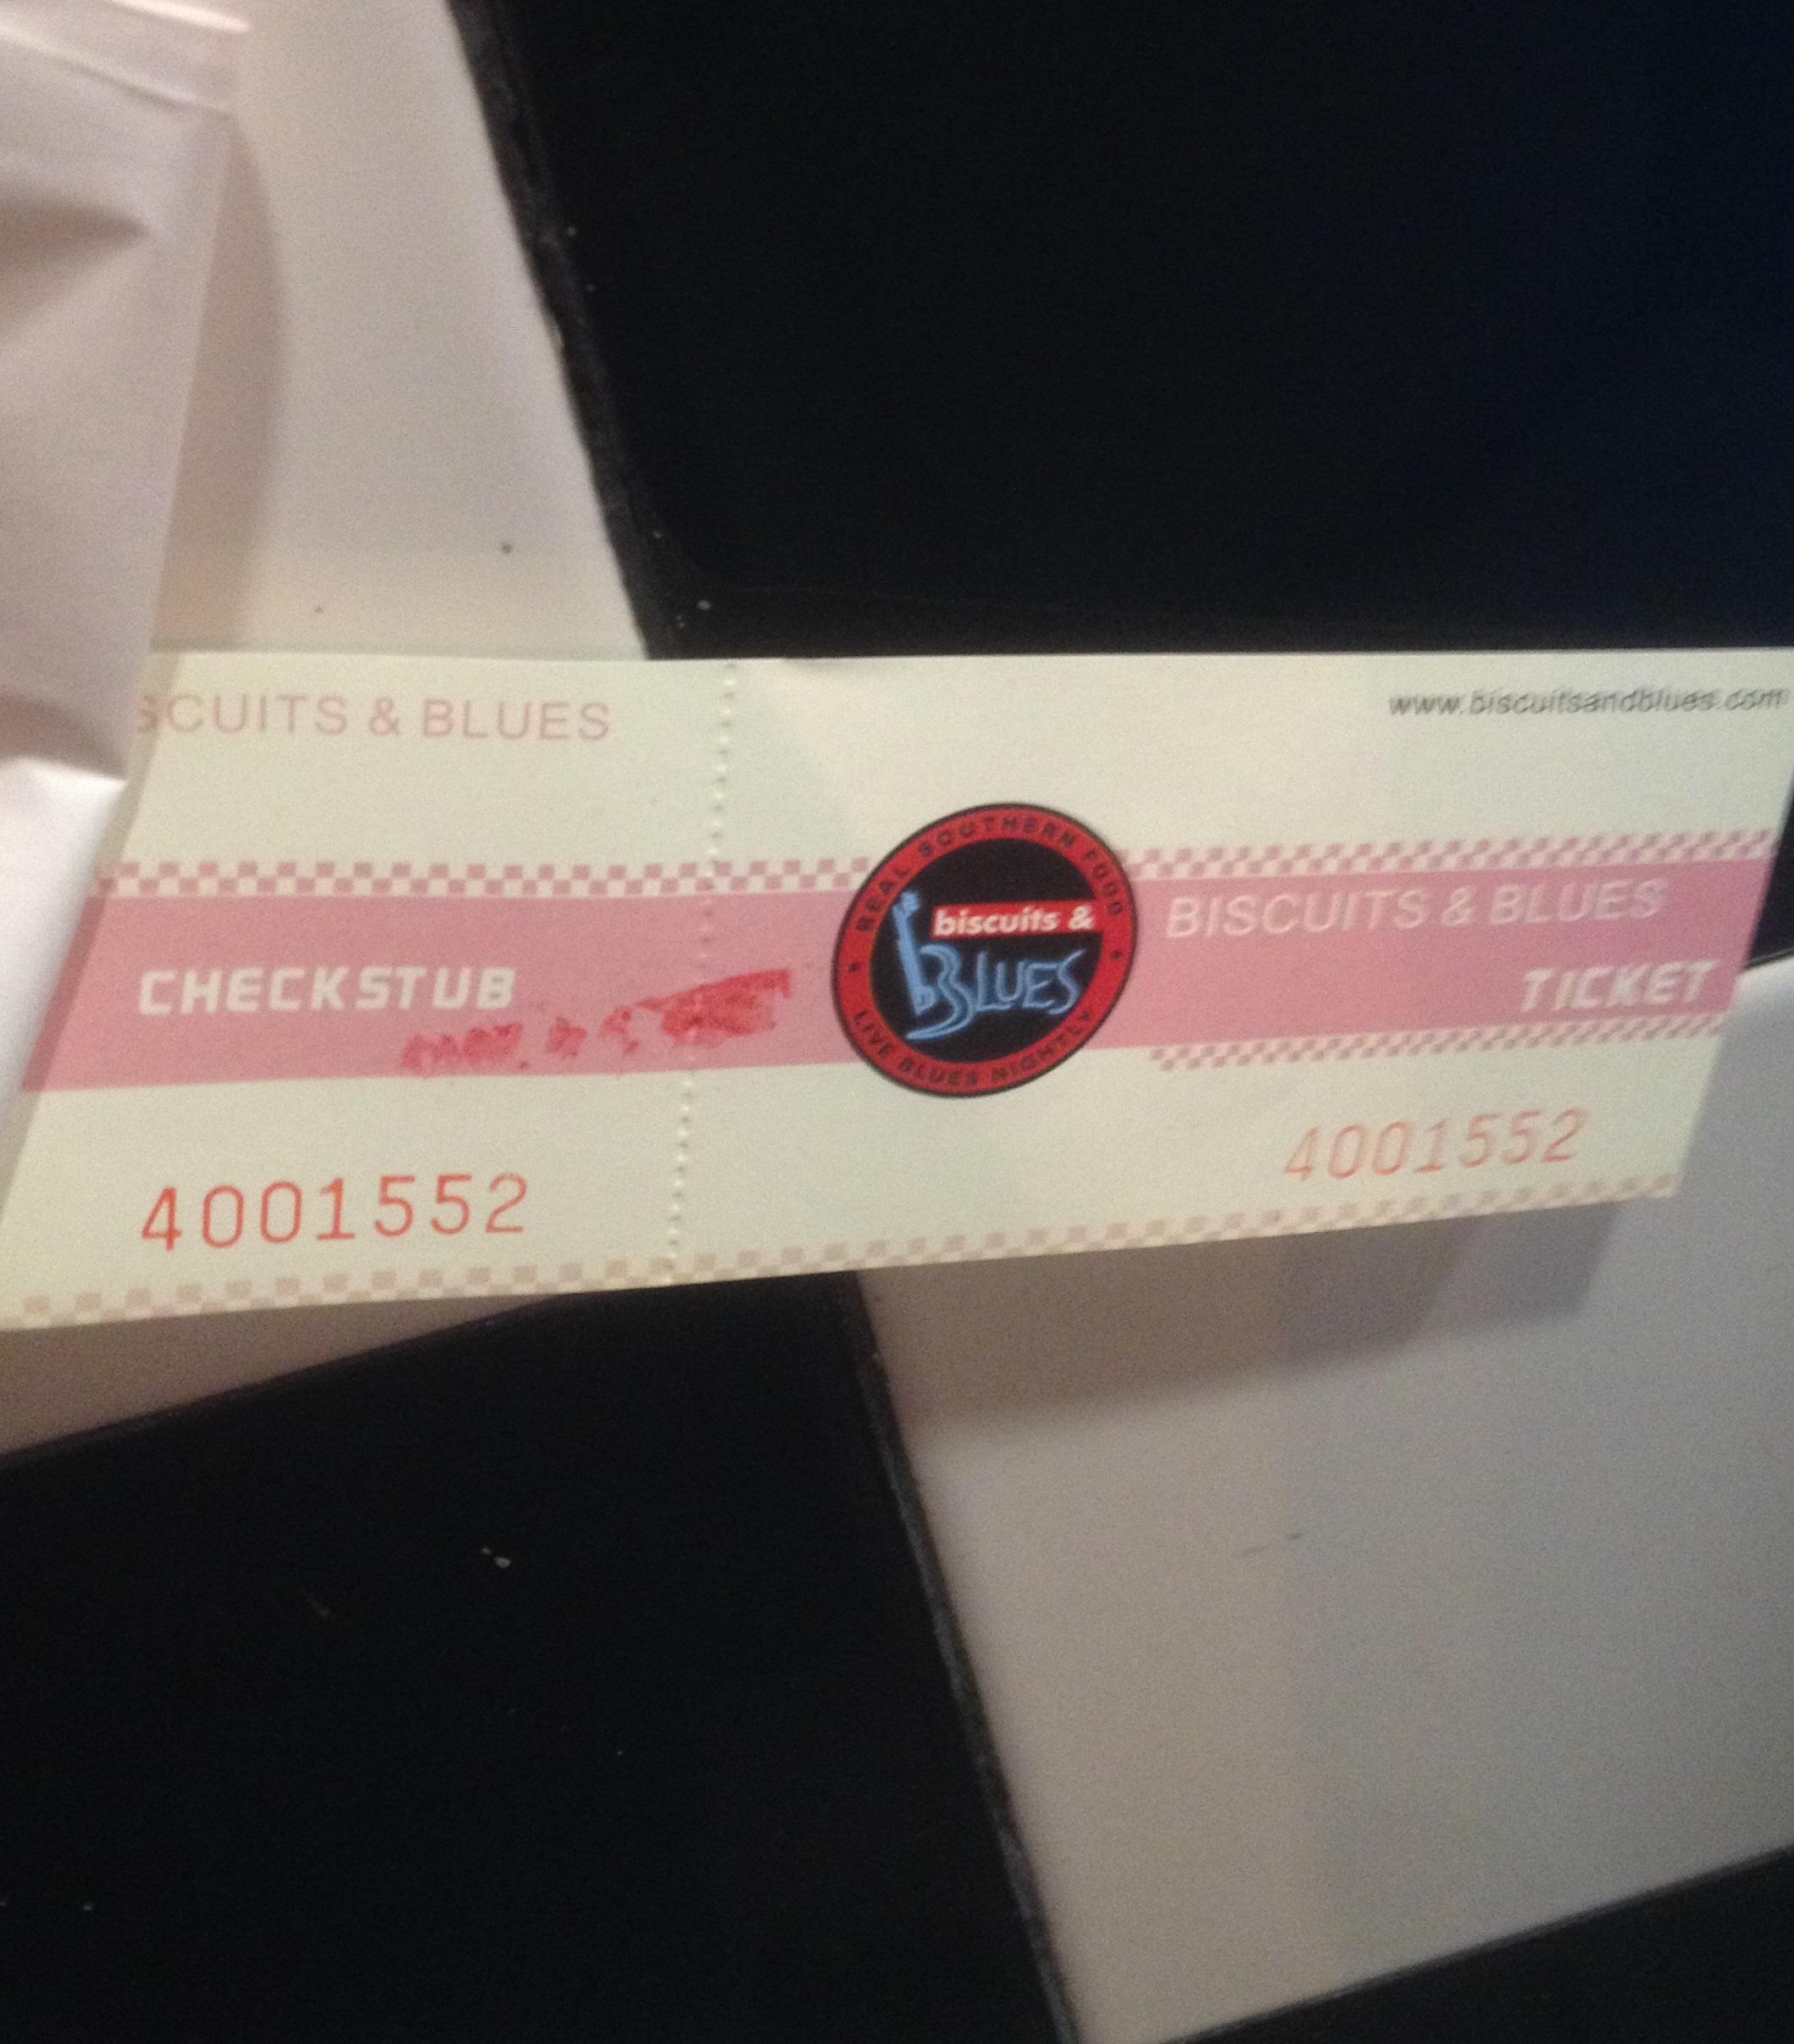 SCUITS & BLUES
CHECKSTUB
4001552
www.biscuitsandblues.com
REAL SOUTHERN FOOD
biscuits &
BLUES
LIVE BLUES NIGHTLY
BISCUITS & BLUES
TICKET
4001552